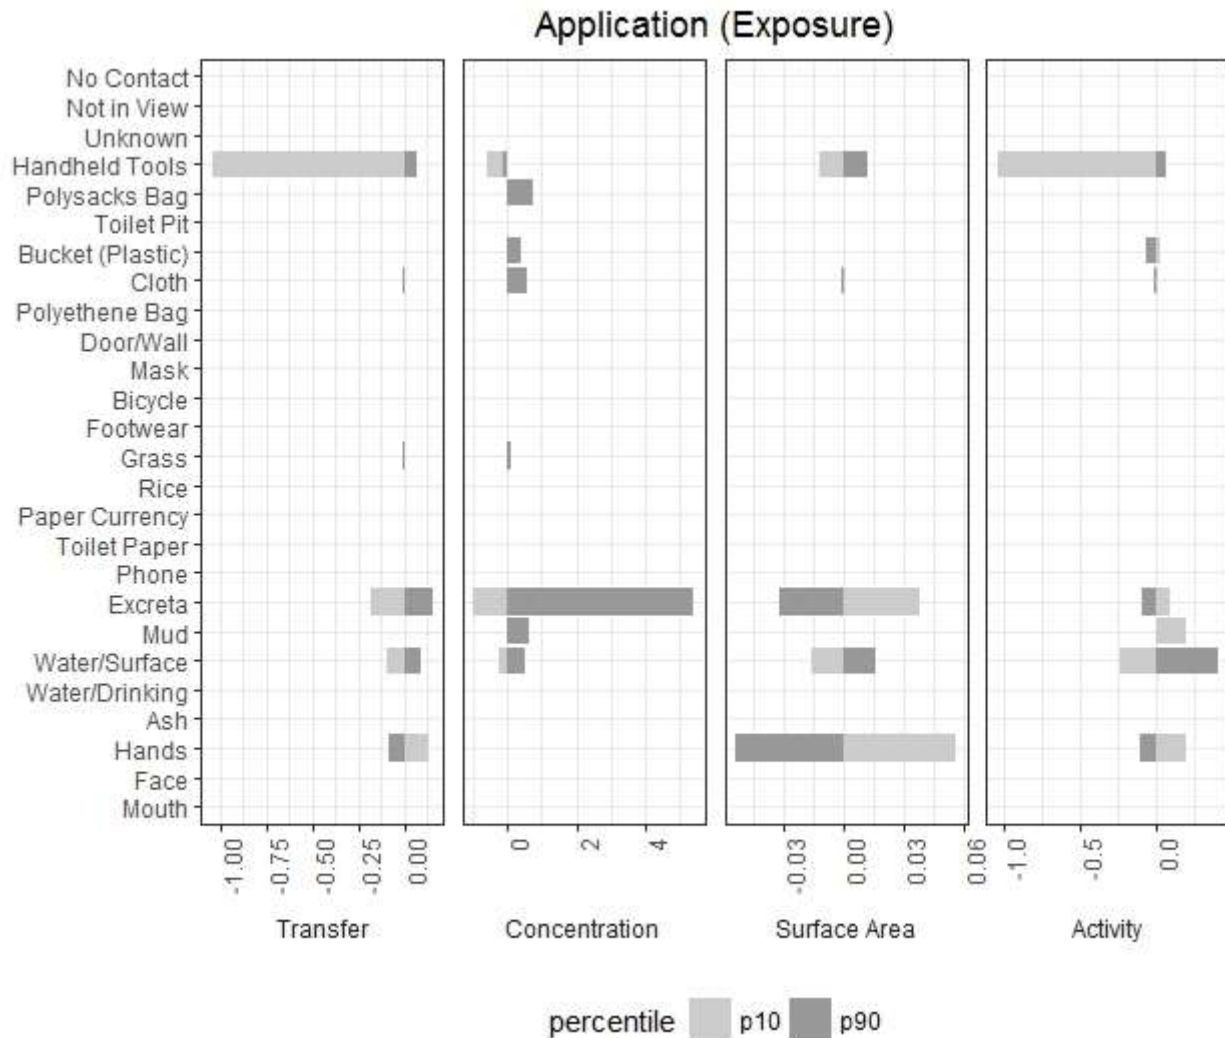 Application (Exposure)
No Contact
Not in View
Unknown
Handheld Tools
Polysacks Bag
Toilet Pit
Bucket (Plastic)
Cloth
Polyethene Bag
Door/Wall
Mask
Bicycle
Footwear
Grass
Rice
Paper Currency
Toilet Paper
Phone
Excreta
Mud
Water/Surface
Water/Drinking
Ash
Hands
Face
Mouth
-1.00 -0.75 -0.50 -0.25 0.00 0 2 4 -0.03 0.00 0.03 0.06 -1.0 -0.5 0.0
Transfer Concentration Surface Area Activity
percentile p10 p90